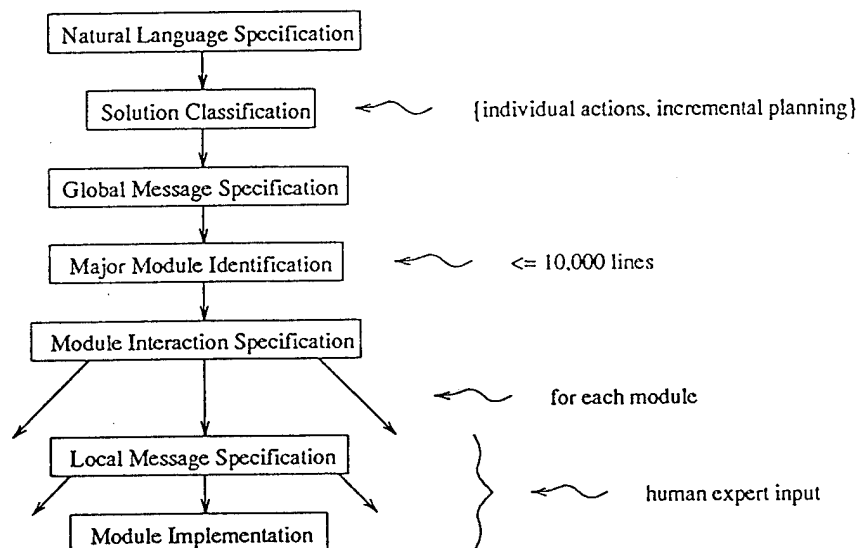 Natural Language Specification
Solution Classification
{individual actions, incremental planning}
Global Message Specification
Major Module Identification
<= 10,000 lines
Module Interaction Specification
for each module
Local Message Specification
human expert input
Module Implementation